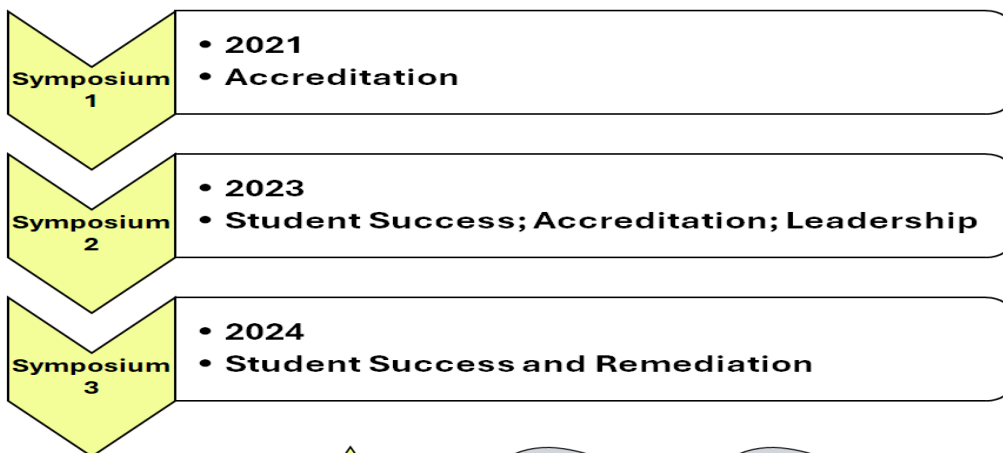 Symposium
1
• 2021
• Accreditation
Symposium
2
• 2023
• Student Success; Accreditation; Leadership
Symposium
3
• 2024
• Student Success and Remediation